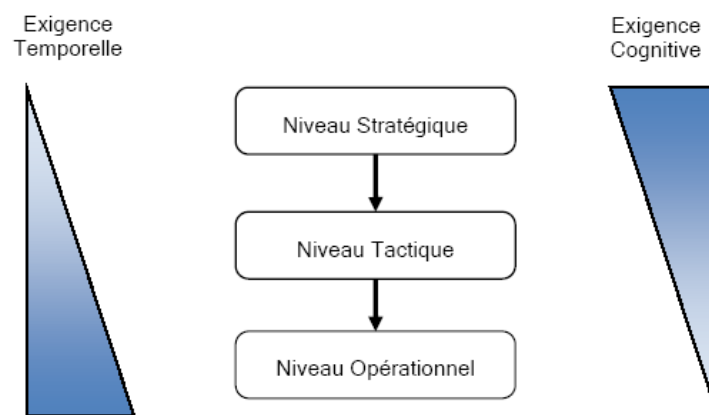 Exigence
Temporelle
Exigence
Cognitive
Niveau Stratégique
Niveau Tactique
Niveau Opérationnel